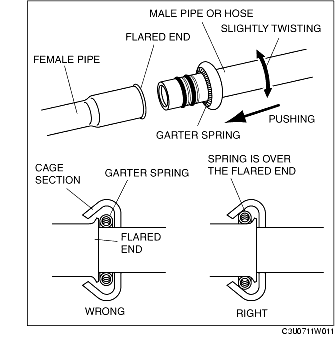 MALE PIPE OR HOSE
SLIGHTLY TWISTING
FLARED END
FEMALE PIPE
PUSHING
GARTER SPRING
CAGE
SECTION
GARTER SPRING
SPRING IS OVER
THE FLARED END
FLARED
END
WRONG
RIGHT
C3U0711W011